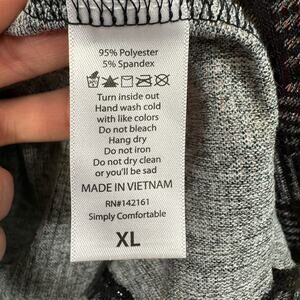 95% Polyester
5% Spandex
Turn inside out
Hand wash cold
with like colors
Do not bleach
Hang dry
Do not iron
Do not dry clean
or you'll be sad
MADE IN VIETNAM
RN#142161
Simply Comfortable
XL